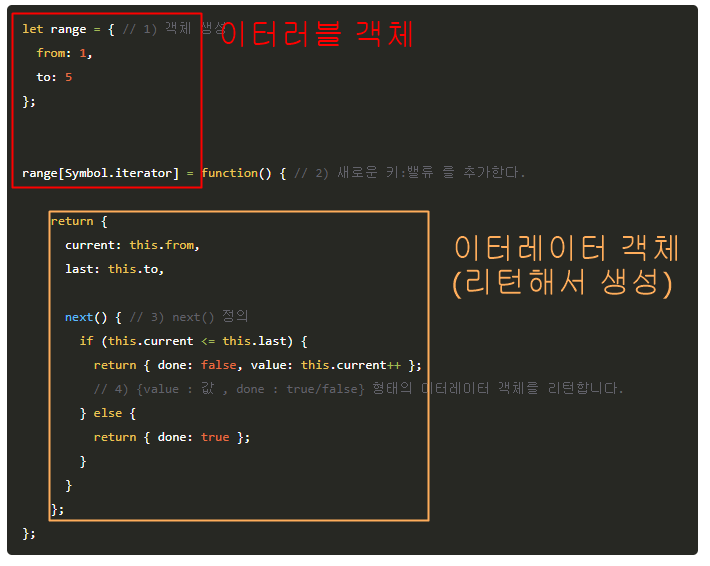 let range = { // 1) 객체 생성
이터러블 객체
  from: 1,
  to: 5
};
range[Symbol.iterator] = function() { // 2) 새로운 키:밸류 를 추가한다.
    return {
      current: this.from,
      last: this.to,
이터레이터 객체
(리턴해서 생성)
      next() { // 3) next() 정의
        if (this.current <= this.last) {
          return { done: false, value: this.current++ };
          // 4) {value : 값 , done : true/false} 형태의 이터레이터 객체를 리턴합니다.
        } else {
          return { done: true };
        }
      }
    };
};